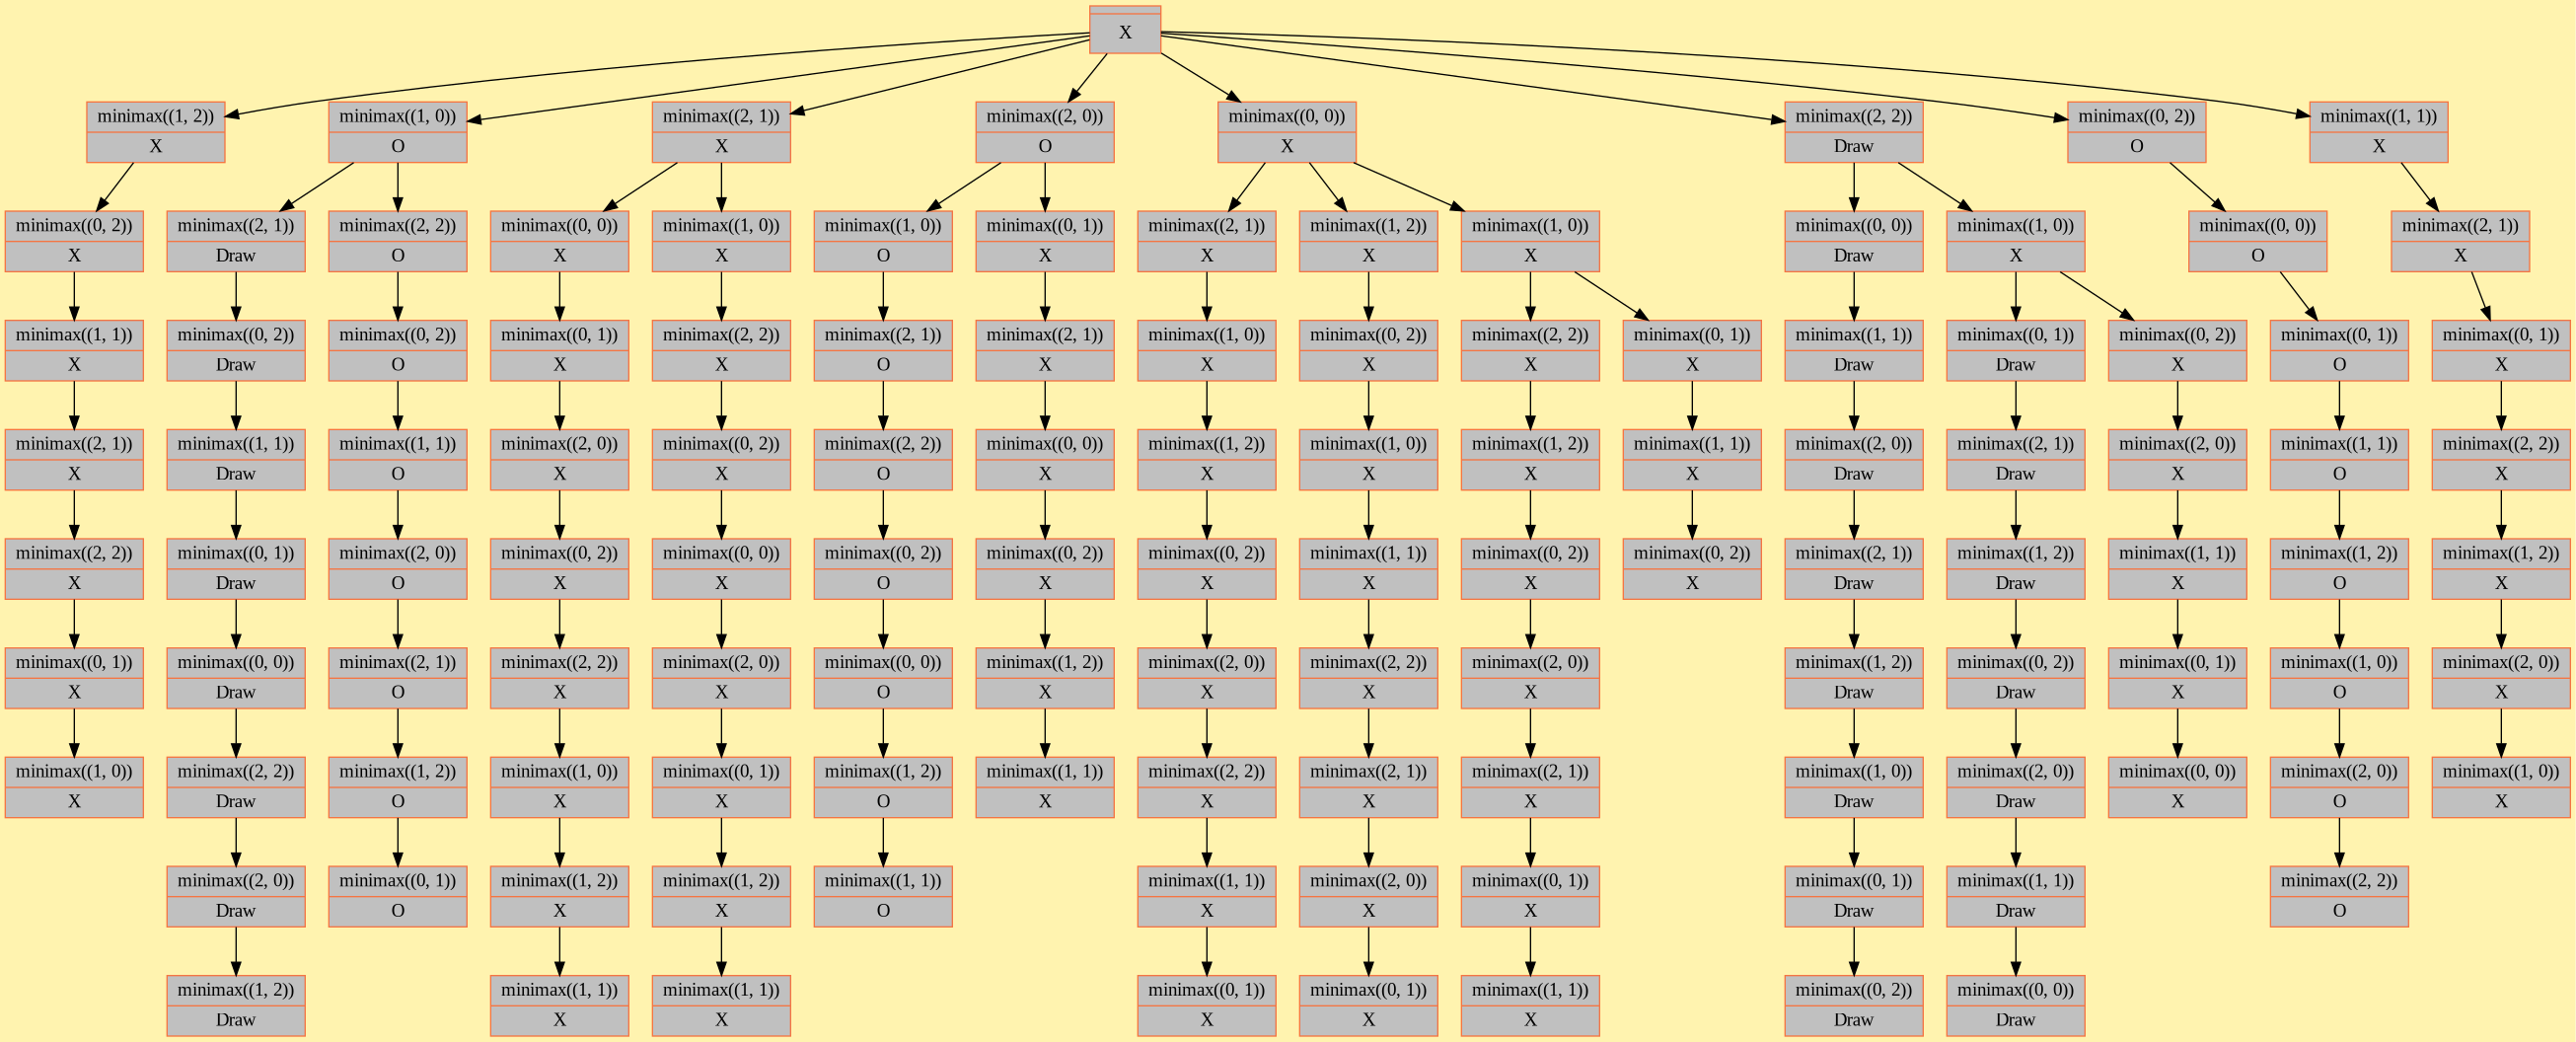 X
minimax((1, 2))
X
minimax((1, 0))
O
minimax((2, 1))
X
minimax((2, 0))
O
minimax((0, 0))
X
minimax((2, 2))
Draw
minimax((0, 2))
O
minimax((1, 1))
X
minimax((0, 2))
X
minimax((2, 1))
Draw
minimax((2, 2))
O
minimax((0, 0))
X
minimax((1, 0))
X
minimax((1, 0))
O
minimax((0, 1))
X
minimax((2, 1))
X
minimax((1, 2))
X
minimax((1, 0))
X
minimax((0, 0))
Draw
minimax((1, 0))
X
minimax((0, 0))
O
minimax((2, 1))
X
minimax((1, 1))
X
minimax((0, 2))
Draw
minimax((0, 2))
O
minimax((0, 1))
X
minimax((2, 2))
X
minimax((2, 1))
O
minimax((2, 1))
X
minimax((1, 0))
X
minimax((0, 2))
X
minimax((2, 2))
X
minimax((0, 1))
X
minimax((1, 1))
Draw
minimax((0, 1))
Draw
minimax((0, 2))
X
minimax((0, 1))
O
minimax((0, 1))
X
minimax((2, 1))
X
minimax((1, 1))
Draw
minimax((1, 1))
O
minimax((2, 0))
X
minimax((0, 2))
X
minimax((2, 2))
O
minimax((0, 0))
X
minimax((1, 2))
X
minimax((1, 0))
X
minimax((1, 2))
X
minimax((1, 1))
X
minimax((2, 0))
Draw
minimax((2, 1))
Draw
minimax((2, 0))
X
minimax((1, 1))
O
minimax((2, 2))
X
minimax((2, 2))
X
minimax((0, 1))
Draw
minimax((2, 0))
O
minimax((0, 2))
X
minimax((0, 0))
X
minimax((0, 2))
O
minimax((0, 2))
X
minimax((0, 2))
X
minimax((1, 1))
X
minimax((0, 2))
X
minimax((0, 2))
X
minimax((2, 1))
Draw
minimax((1, 2))
Draw
minimax((1, 1))
X
minimax((1, 2))
O
minimax((1, 2))
X
minimax((0, 1))
X
minimax((0, 0))
Draw
minimax((2, 1))
O
minimax((2, 2))
X
minimax((2, 0))
X
minimax((0, 0))
O
minimax((1, 2))
X
minimax((2, 0))
X
minimax((2, 2))
X
minimax((2, 0))
X
minimax((1, 2))
Draw
minimax((0, 2))
Draw
minimax((0, 1))
X
minimax((1, 0))
O
minimax((2, 0))
X
minimax((1, 0))
X
minimax((2, 2))
Draw
minimax((1, 2))
O
minimax((1, 0))
X
minimax((0, 1))
X
minimax((1, 2))
O
minimax((1, 1))
X
minimax((2, 2))
X
minimax((2, 1))
X
minimax((2, 1))
X
minimax((1, 0))
Draw
minimax((2, 0))
Draw
minimax((0, 0))
X
minimax((2, 0))
O
minimax((1, 0))
X
minimax((2, 0))
Draw
minimax((0, 1))
O
minimax((1, 2))
X
minimax((1, 2))
X
minimax((1, 1))
O
minimax((1, 1))
X
minimax((2, 0))
X
minimax((0, 1))
X
minimax((0, 1))
Draw
minimax((1, 1))
Draw
minimax((2, 2))
O
minimax((1, 2))
Draw
minimax((1, 1))
X
minimax((1, 1))
X
minimax((0, 1))
X
minimax((0, 1))
X
minimax((1, 1))
X
minimax((0, 2))
Draw
minimax((0, 0))
Draw